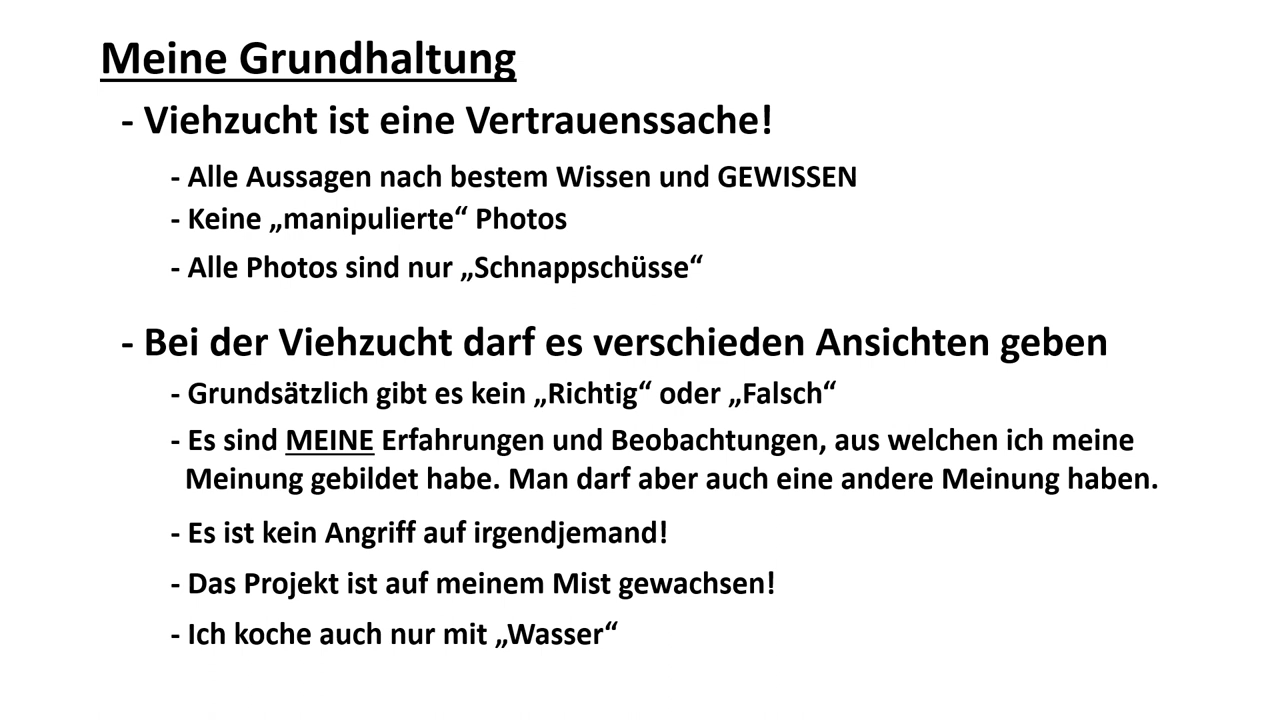 Meine Grundhaltung
- Viehzucht ist eine Vertrauenssache!
- Alle Aussagen nach bestem Wissen und GEWISSEN
- Keine „manipulierte“ Photos
- Alle Photos sind nur „Schnappschüsse“
- Bei der Viehzucht darf es verschieden Ansichten geben
- Grundsätzlich gibt es kein „Richtig“ oder „Falsch“
- Es sind MEINE Erfahrungen und Beobachtungen, aus welchen ich meine
Meinung gebildet habe. Man darf aber auch eine andere Meinung haben.
- Es ist kein Angriff auf irgendjemand!
- Das Projekt ist auf meinem Mist gewachsen!
- Ich koche auch nur mit „Wasser“